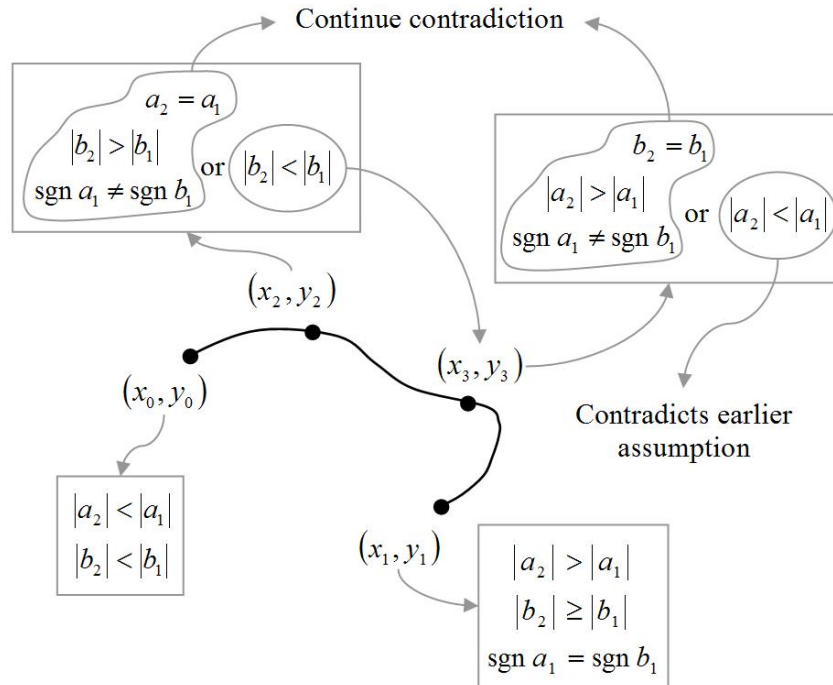 Continue contradiction
a₂ = a₁
|b₂| > |b₁|
sgn a₁ ≠ sgn b₁
or
|b₂| < |b₁|
b₂ = b₁
|a₂| > |a₁|
sgn a₁ ≠ sgn b₁
or
|a₂| < |a₁|
(x₂, y₂)
(x₃, y₃)
(x₀, y₀)
Contradicts earlier
assumption
|a₂| < |a₁|
|b₂| < |b₁|
(x₁, y₁)
|a₂| > |a₁|
|b₂| ≥ |b₁|
sgn a₁ = sgn b₁